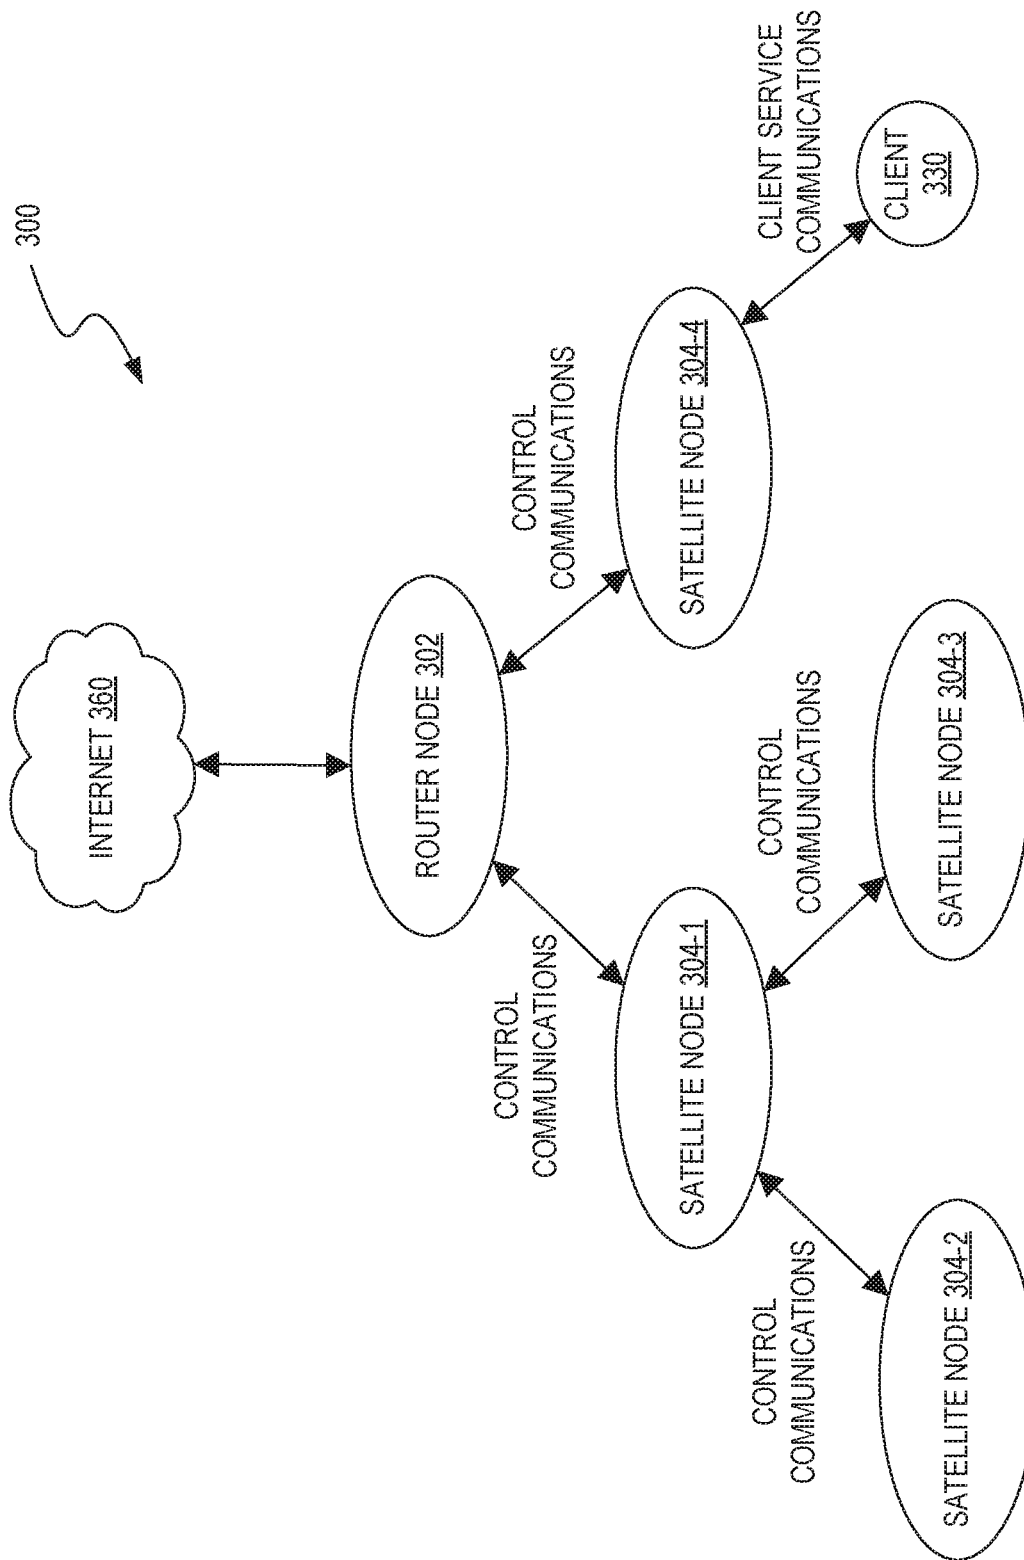 300
INTERNET 360
ROUTER NODE 302
CONTROL
COMMUNICATIONS
CONTROL
COMMUNICATIONS
SATELLITE NODE 304-1
SATELLITE NODE 304-4
CONTROL
COMMUNICATIONS
CONTROL
COMMUNICATIONS
CLIENT SERVICE
COMMUNICATIONS
SATELLITE NODE 304-2
SATELLITE NODE 304-3
CLIENT
330